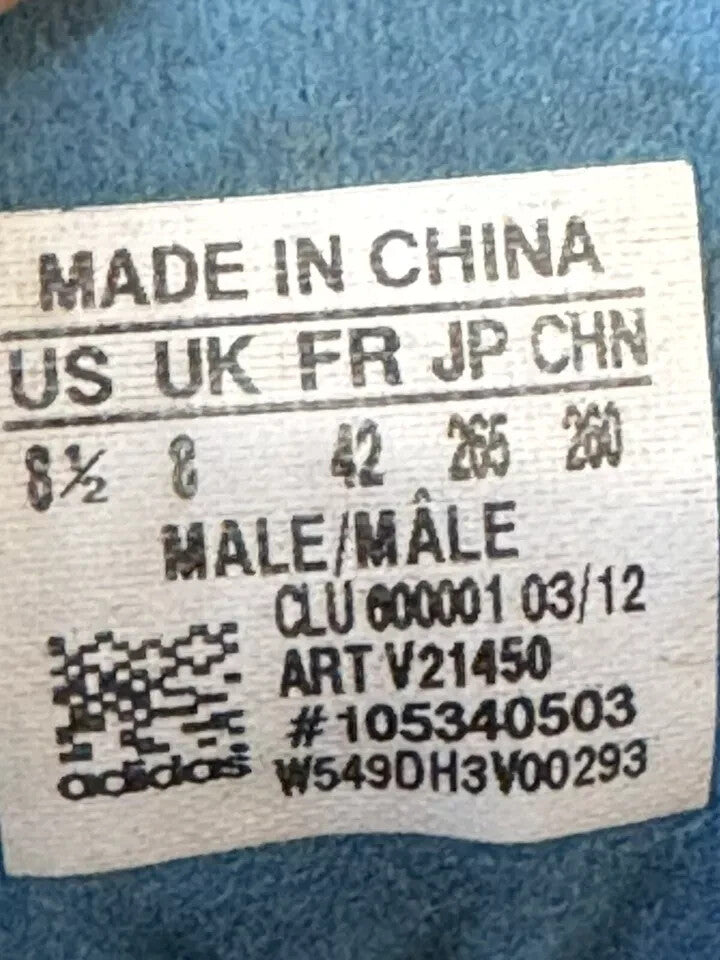 MADE IN CHINA
US UK FR JP CHN
8½ 8 42 265 260
MALE/MÂLE
CLU 600001 03/12
ART V21450
#105340503
adidas W549DH3V00293